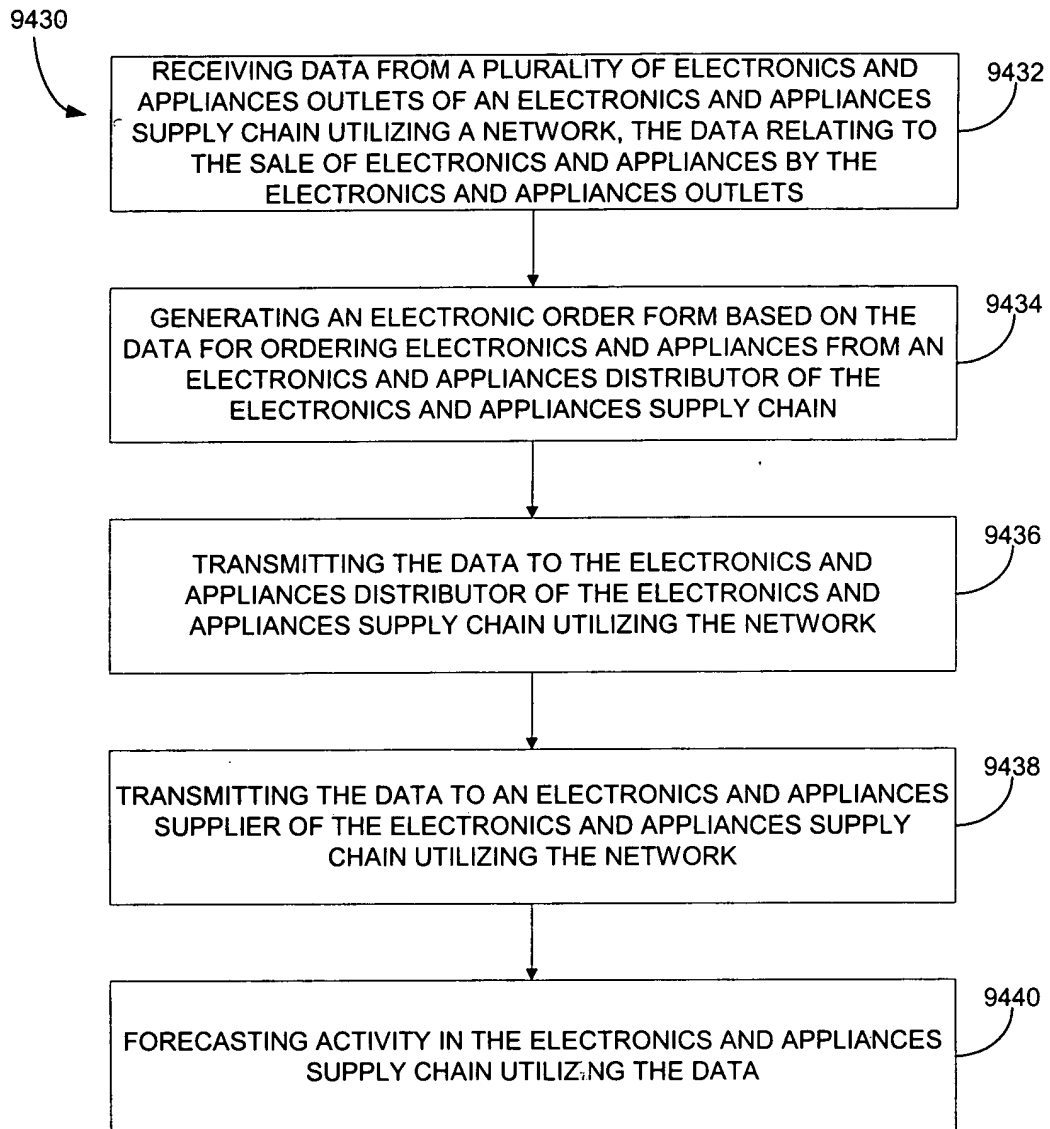 9430
RECEIVING DATA FROM A PLURALITY OF ELECTRONICS AND
APPLIANCES OUTLETS OF AN ELECTRONICS AND APPLIANCES
SUPPLY CHAIN UTILIZING A NETWORK, THE DATA RELATING TO
THE SALE OF ELECTRONICS AND APPLIANCES BY THE
ELECTRONICS AND APPLIANCES OUTLETS
9432
GENERATING AN ELECTRONIC ORDER FORM BASED ON THE
DATA FOR ORDERING ELECTRONICS AND APPLIANCES FROM AN
ELECTRONICS AND APPLIANCES DISTRIBUTOR OF THE
ELECTRONICS AND APPLIANCES SUPPLY CHAIN
9434
TRANSMITTING THE DATA TO THE ELECTRONICS AND
APPLIANCES DISTRIBUTOR OF THE ELECTRONICS AND
APPLIANCES SUPPLY CHAIN UTILIZING THE NETWORK
9436
TRANSMITTING THE DATA TO AN ELECTRONICS AND APPLIANCES
SUPPLIER OF THE ELECTRONICS AND APPLIANCES SUPPLY
CHAIN UTILIZING THE NETWORK
9438
FORECASTING ACTIVITY IN THE ELECTRONICS AND APPLIANCES
SUPPLY CHAIN UTILIZING THE DATA
9440